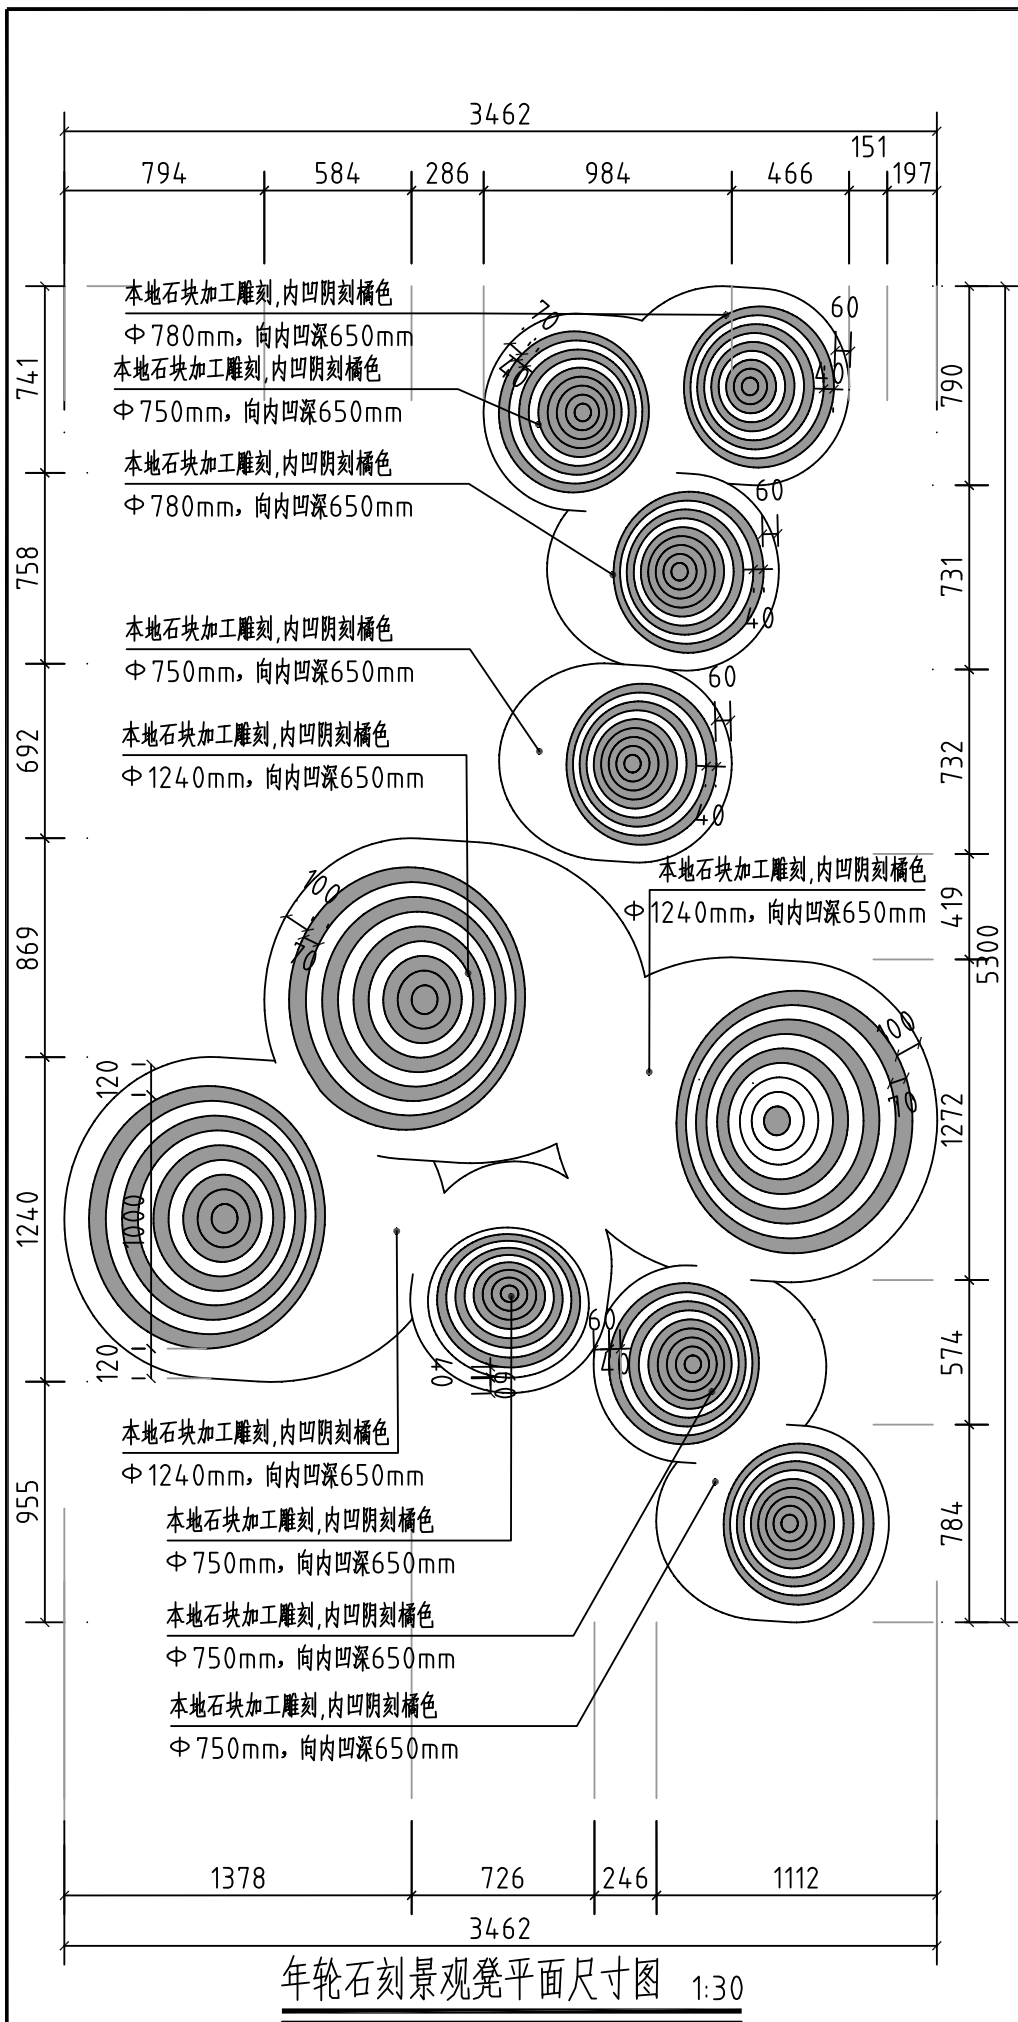 3462
151
794 584 286 984 466 197
本地石块加工雕刻,内凹阴刻橘色
Φ780mm，向内凹深650mm
70
60
本地石块加工雕刻,内凹阴刻橘色
Φ750mm，向内凹深650mm
40
40
741
790
本地石块加工雕刻,内凹阴刻橘色
Φ780mm，向内凹深650mm
60
758
731
40
本地石块加工雕刻,内凹阴刻橘色
Φ750mm，向内凹深650mm
60
692
732
本地石块加工雕刻,内凹阴刻橘色
Φ1240mm，向内凹深650mm
40
本地石块加工雕刻,内凹阴刻橘色
Φ1240mm，向内凹深650mm
419
100
70
869
5300
100
70
120
1272
1240
1000
120
60
40
40
60
574
本地石块加工雕刻,内凹阴刻橘色
Φ1240mm，向内凹深650mm
955
784
本地石块加工雕刻,内凹阴刻橘色
Φ750mm，向内凹深650mm
本地石块加工雕刻,内凹阴刻橘色
Φ750mm，向内凹深650mm
本地石块加工雕刻,内凹阴刻橘色
Φ750mm，向内凹深650mm
1378 726 246 1112
3462
年轮石刻景观凳平面尺寸图 1:30